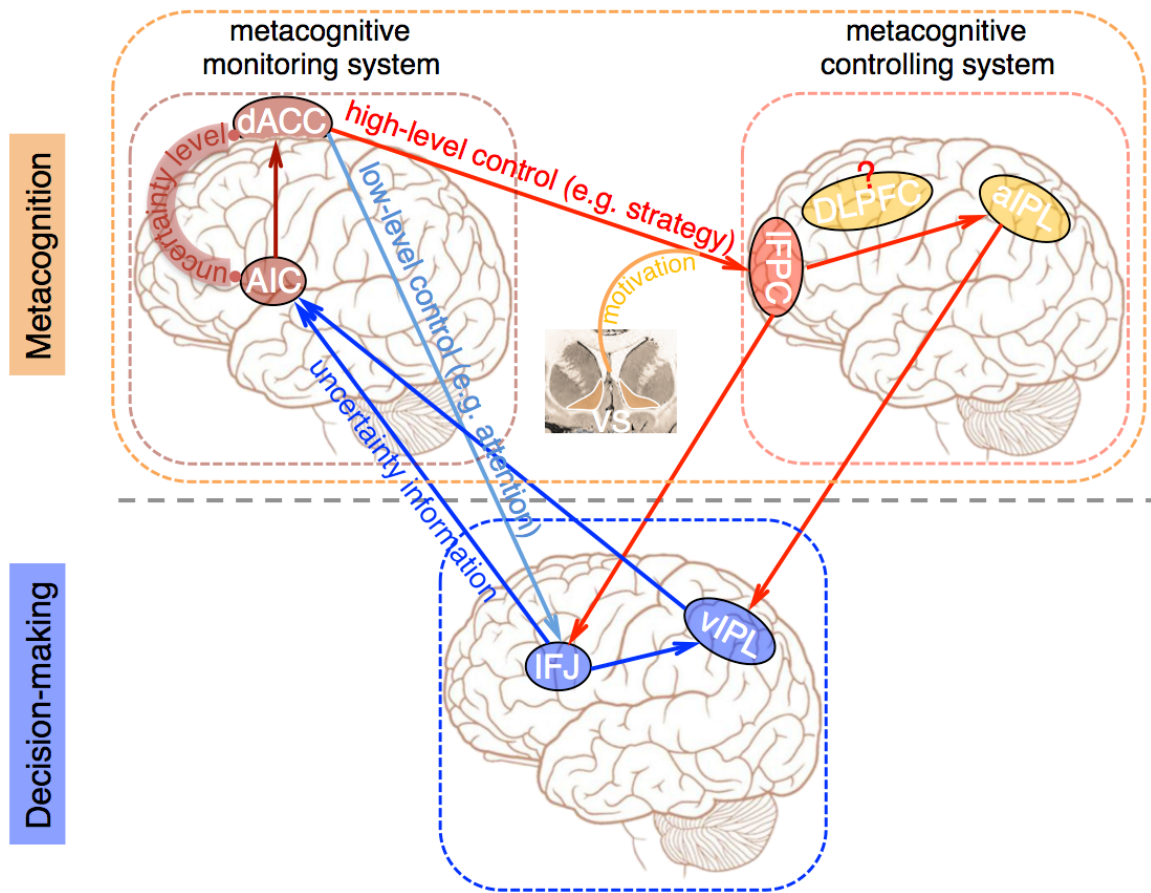 metacognitive
monitoring system
metacognitive
controlling system
Metacognition
dACC
uncertainty level
AIC
high-level control (e.g. strategy)
low-level control (e.g. attention)
?
DLPFC
aIPL
lFPC
motivation
VS
uncertainty information
Decision-making
IFJ
vIPL